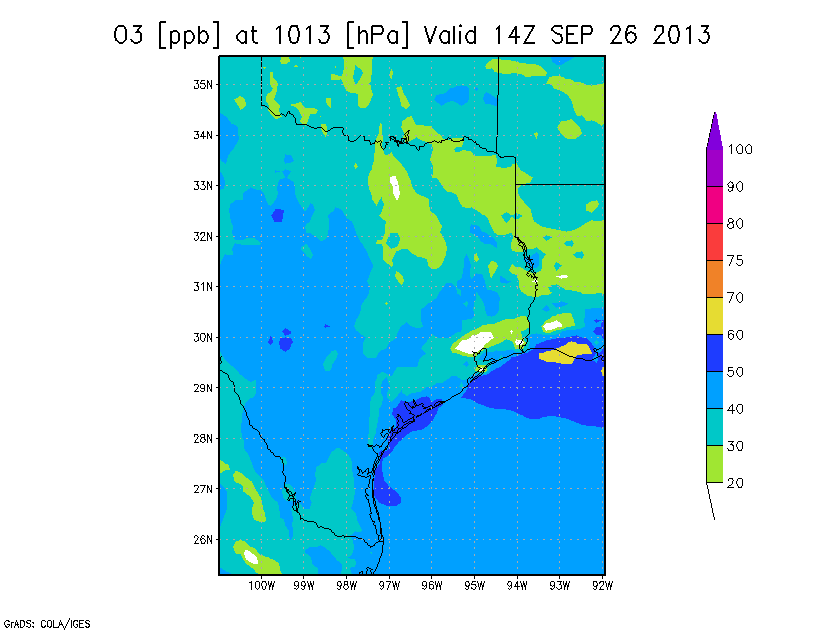 O3 [ppb] at 1013 [hPa] Valid 14Z SEP 26 2013
35N
34N
33N
32N
31N
30N
29N
28N
27N
26N
100W 99W 98W 97W 96W 95W 94W 93W 92W
100
90
80
75
70
60
50
40
30
20
GrADS: COLA/IGES